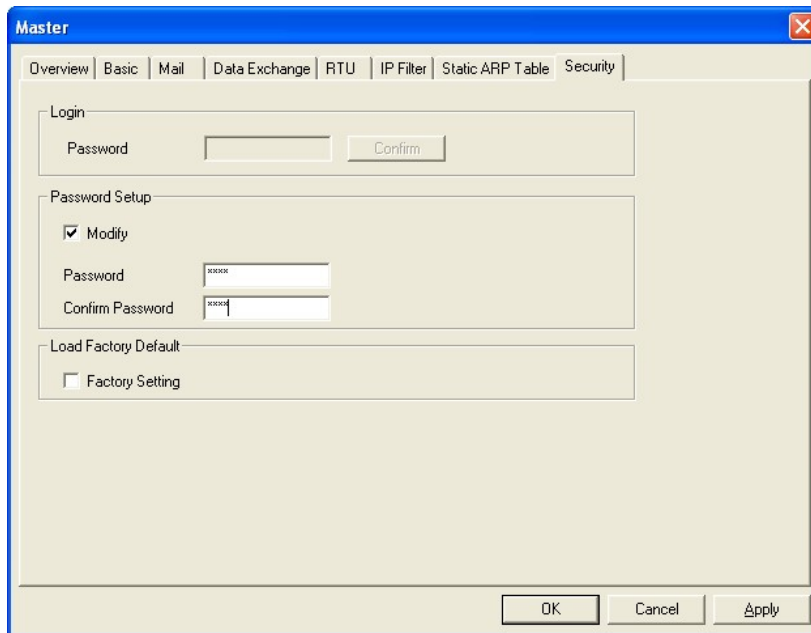 Master
Overview Basic Mail Data Exchange RTU IP Filter Static ARP Table Security
Login
Password Confirm
Password Setup
Modify
Password ****
Confirm Password ****
Load Factory Default
Factory Setting
OK Cancel Apply